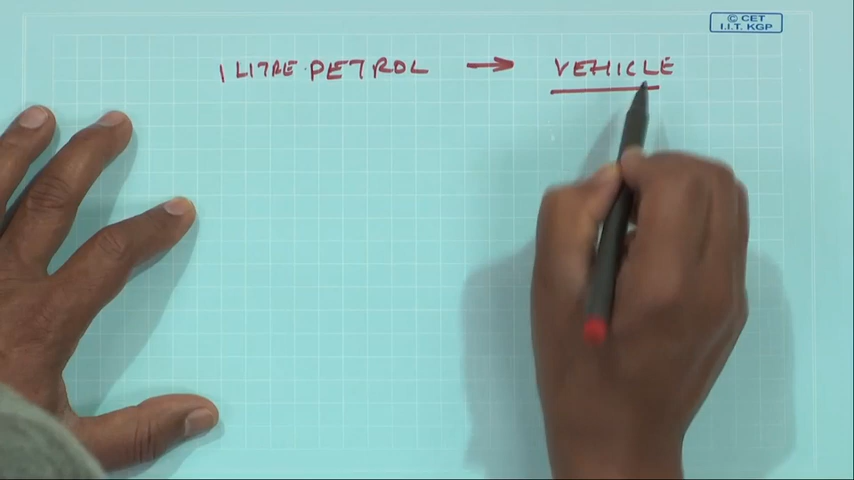 © CET
I.I.T. KGP
1 LITRE PETROL → VEHICLE